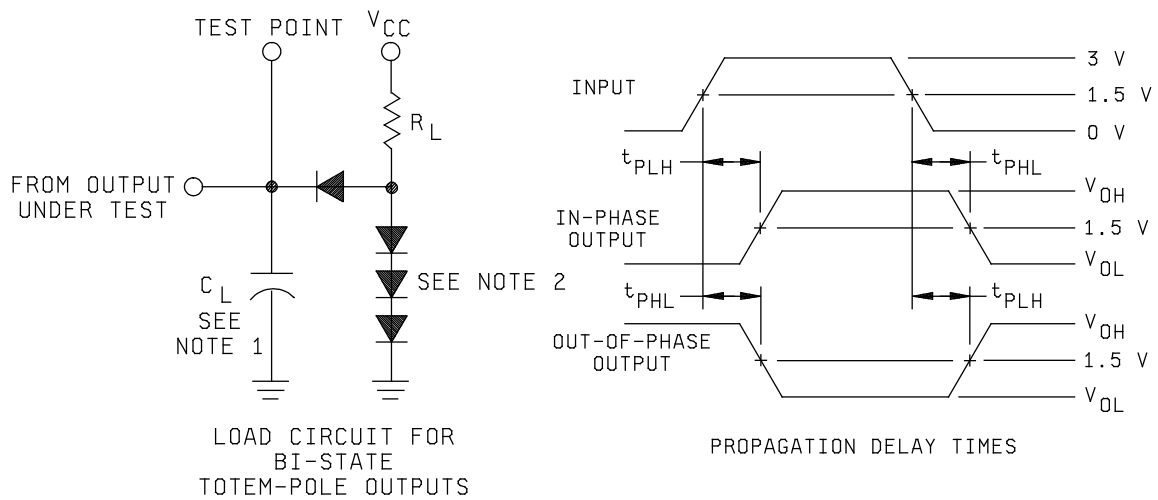 TEST POINT
VCC
RL
FROM OUTPUT
UNDER TEST
SEE NOTE 2
CL
SEE
NOTE 1
LOAD CIRCUIT FOR
BI-STATE
TOTEM-POLE OUTPUTS
INPUT
3 V
1.5 V
0 V
tPLH
tPHL
IN-PHASE
OUTPUT
VOH
1.5 V
VOL
tPHL
tPLH
OUT-OF-PHASE
OUTPUT
VOH
1.5 V
VOL
PROPAGATION DELAY TIMES